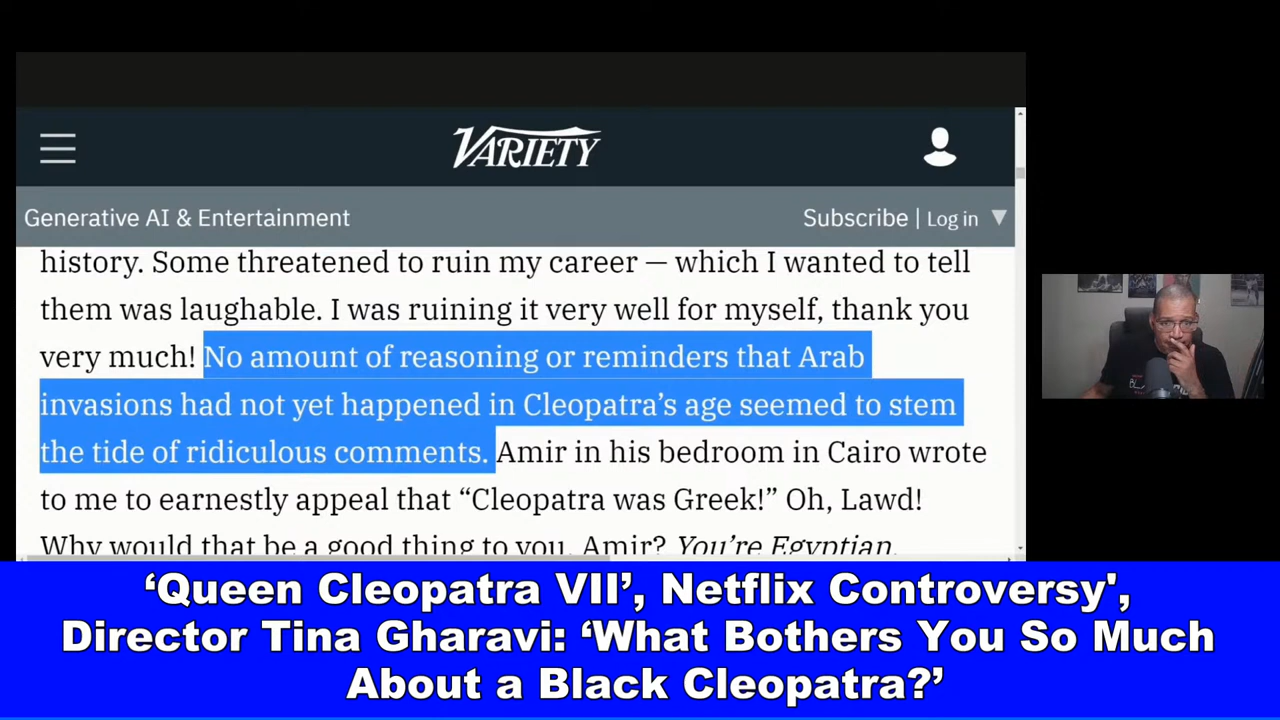 VARIETY
Generative AI & Entertainment
Subscribe | Log in ▼
history. Some threatened to ruin my career — which I wanted to tell
them was laughable. I was ruining it very well for myself, thank you
very much! No amount of reasoning or reminders that Arab
invasions had not yet happened in Cleopatra’s age seemed to stem
the tide of ridiculous comments. Amir in his bedroom in Cairo wrote
to me to earnestly appeal that “Cleopatra was Greek!” Oh, Lawd!
Why would that be a good thing to you, Amir? You’re Egyptian.
‘Queen Cleopatra VII’, Netflix Controversy',
Director Tina Gharavi: ‘What Bothers You So Much
About a Black Cleopatra?’